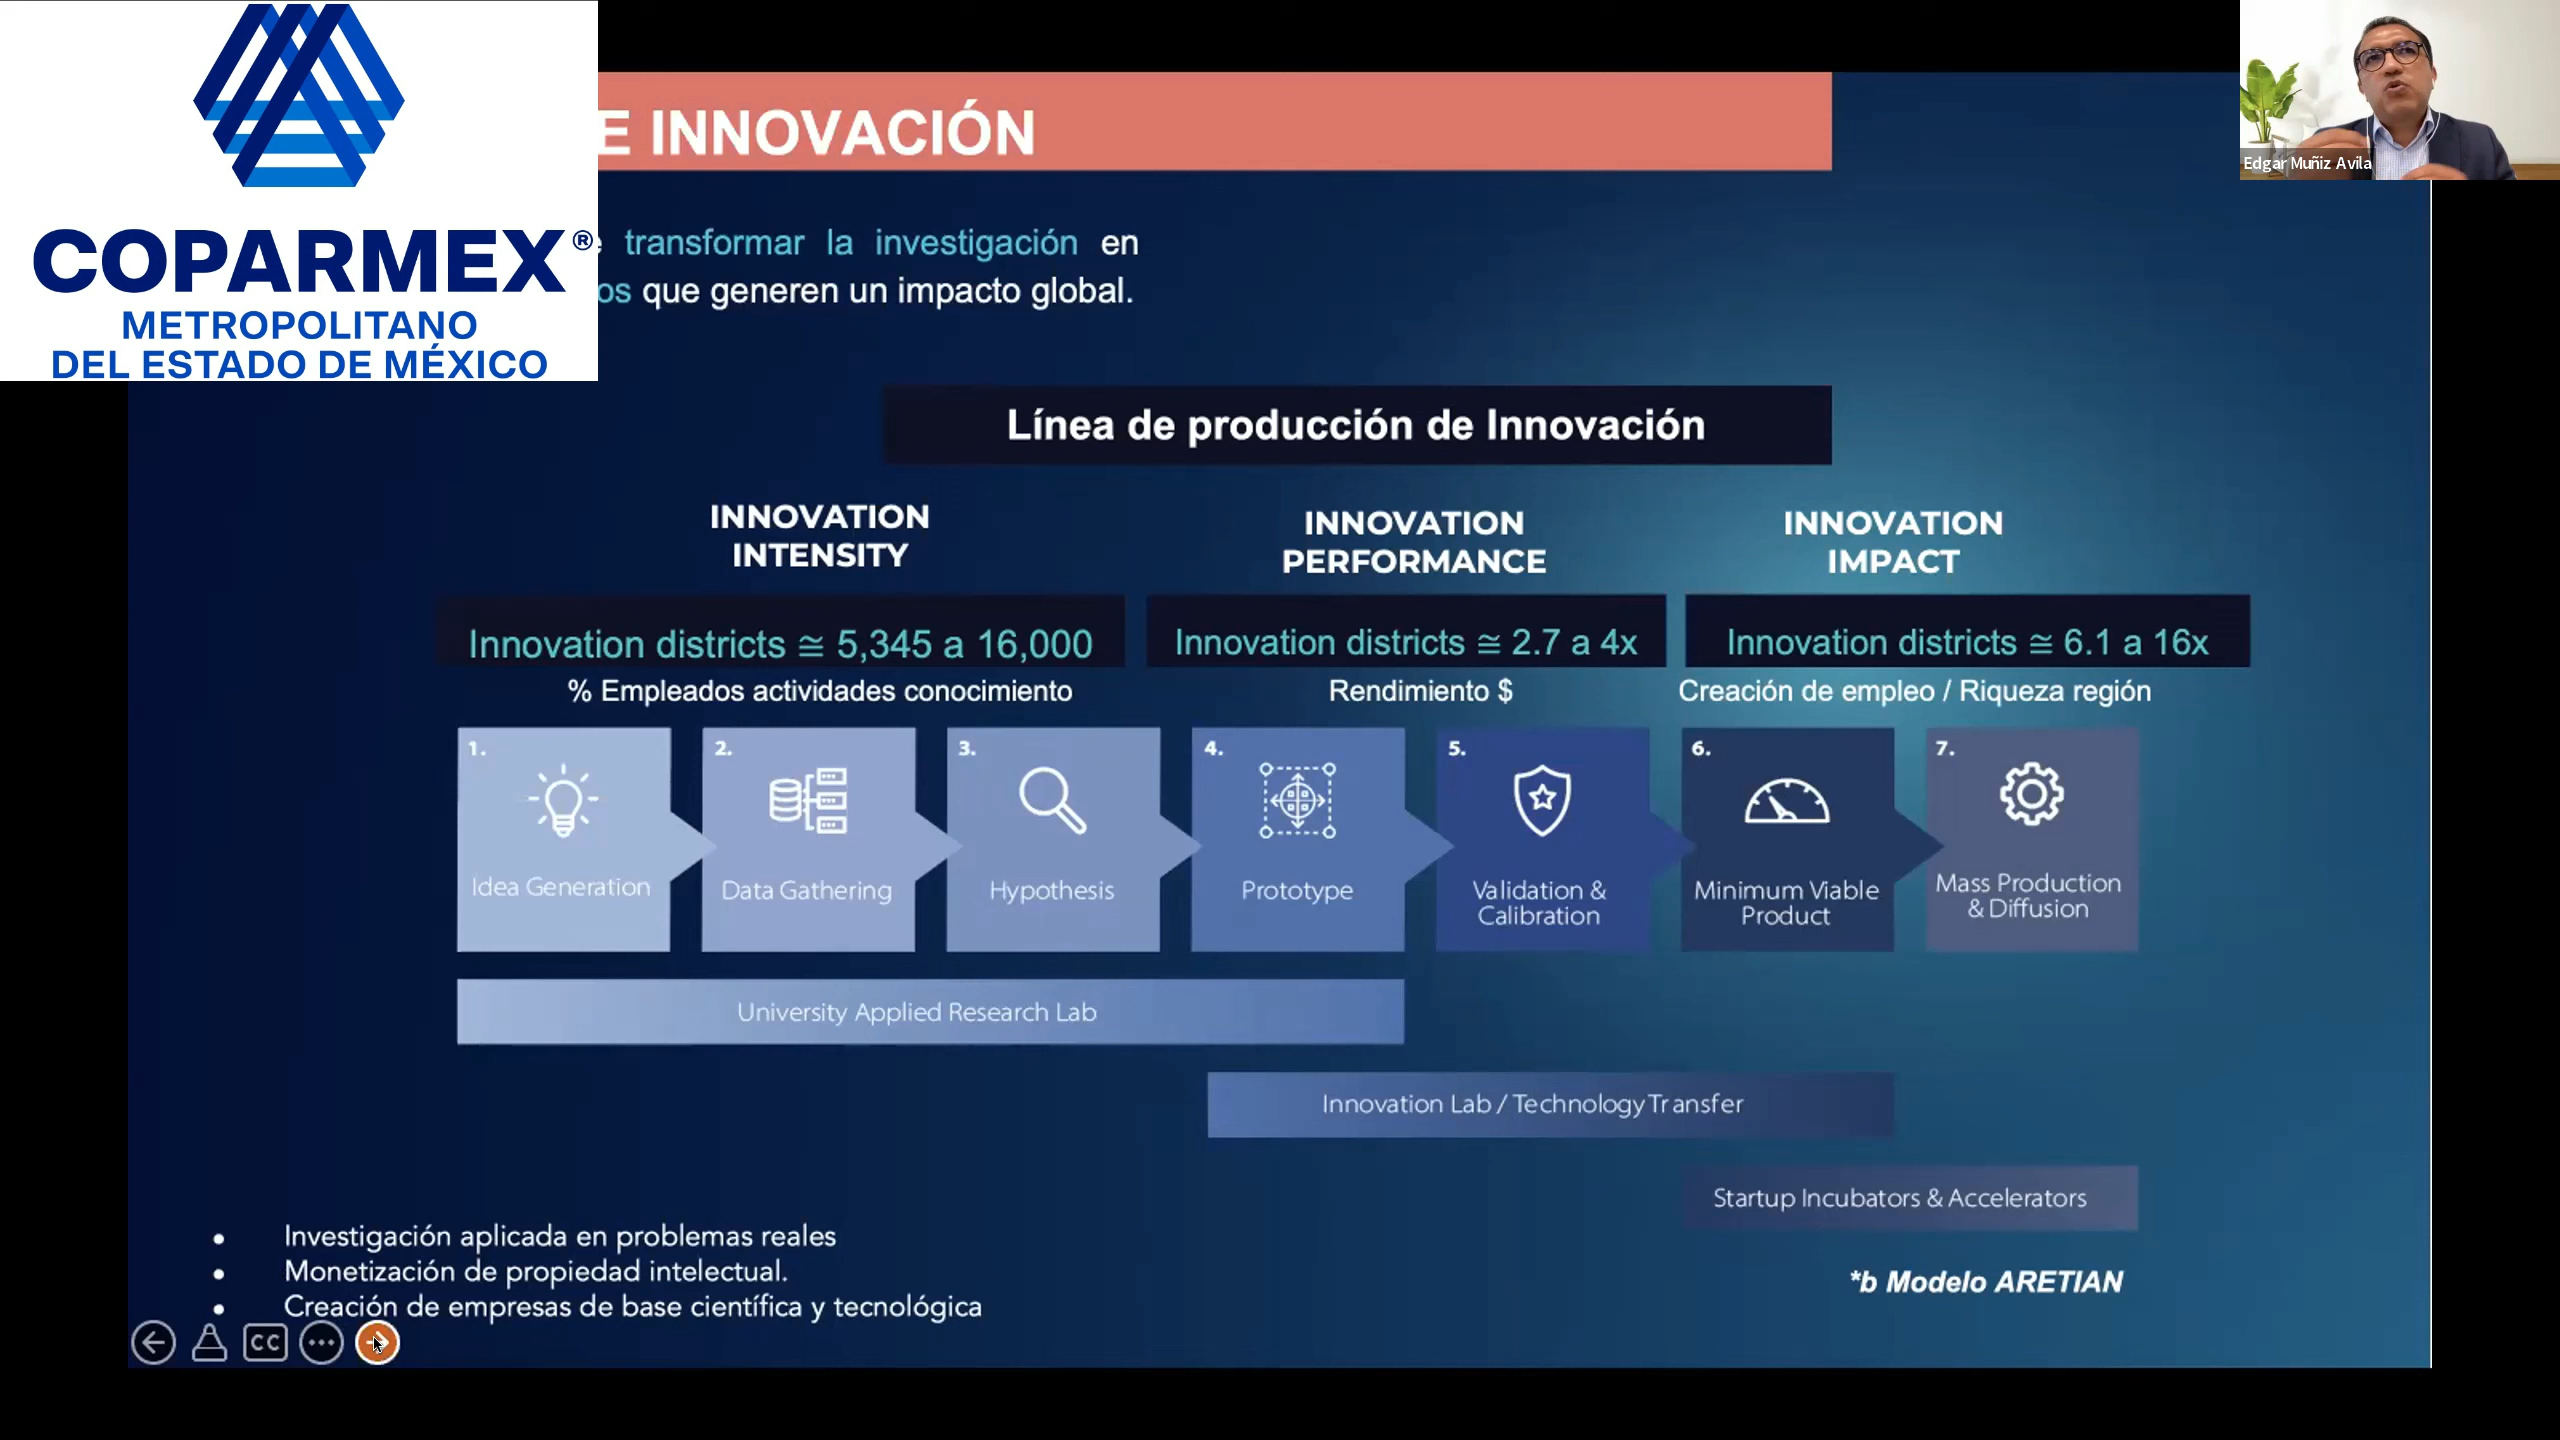 COPARMEX®
METROPOLITANO
DEL ESTADO DE MÉXICO
E INNOVACIÓN
Edgar Muñiz Avila
transformar la investigación en
os que generen un impacto global.
Línea de producción de Innovación
INNOVATION
INTENSITY
INNOVATION
PERFORMANCE
INNOVATION
IMPACT
Innovation districts ≅ 5,345 a 16,000
Innovation districts ≅ 2.7 a 4x
Innovation districts ≅ 6.1 a 16x
% Empleados actividades conocimiento
Rendimiento $
Creación de empleo / Riqueza región
1.
Idea Generation
2.
Data Gathering
3.
Hypothesis
4.
Prototype
5.
Validation &
Calibration
6.
Minimum Viable
Product
7.
Mass Production
& Diffusion
University Applied Research Lab
Innovation Lab / Technology Transfer
Startup Incubators & Accelerators
*b Modelo ARETIAN
• Investigación aplicada en problemas reales
• Monetización de propiedad intelectual.
• Creación de empresas de base científica y tecnológica
CC